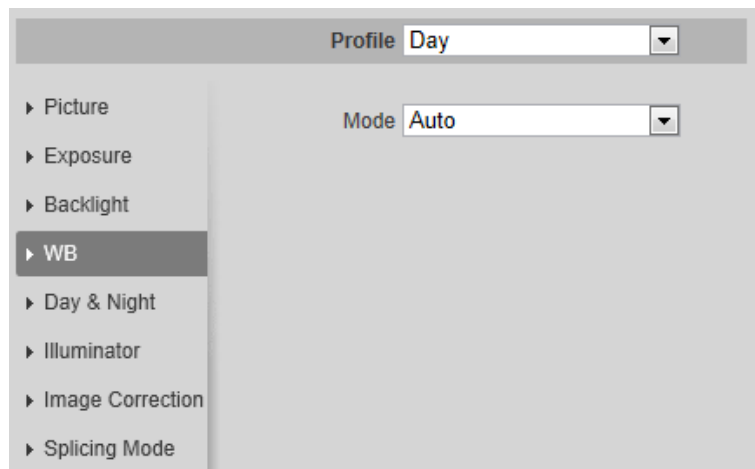 Profile Day
Picture
Mode Auto
Exposure
Backlight
WB
Day & Night
Illuminator
Image Correction
Splicing Mode